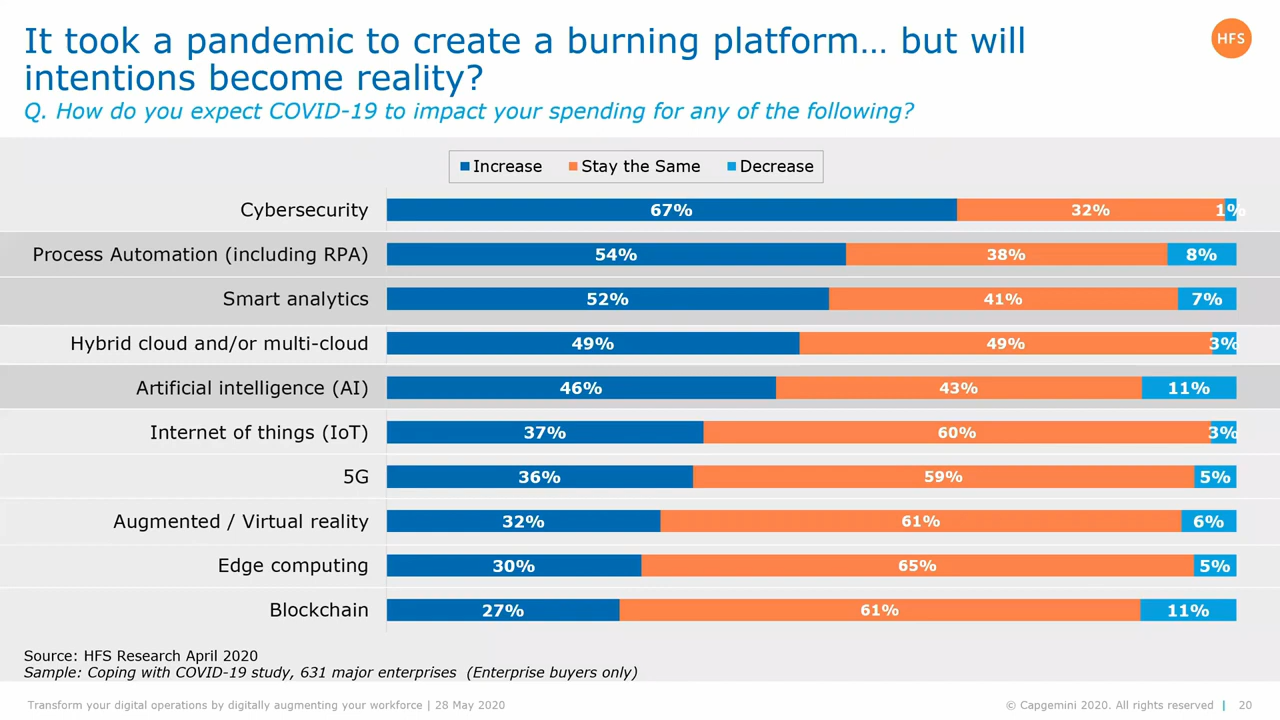 It took a pandemic to create a burning platform… but will
intentions become reality?
HFS
Q. How do you expect COVID-19 to impact your spending for any of the following?
Increase Stay the Same Decrease
Cybersecurity 67% 32% 1%
Process Automation (including RPA) 54% 38% 8%
Smart analytics 52% 41% 7%
Hybrid cloud and/or multi-cloud 49% 49% 3%
Artificial intelligence (AI) 46% 43% 11%
Internet of things (IoT) 37% 60% 3%
5G 36% 59% 5%
Augmented / Virtual reality 32% 61% 6%
Edge computing 30% 65% 5%
Blockchain 27% 61% 11%
Source: HFS Research April 2020
Sample: Coping with COVID-19 study, 631 major enterprises (Enterprise buyers only)
Transform your digital operations by digitally augmenting your workforce | 28 May 2020
© Capgemini 2020. All rights reserved | 20